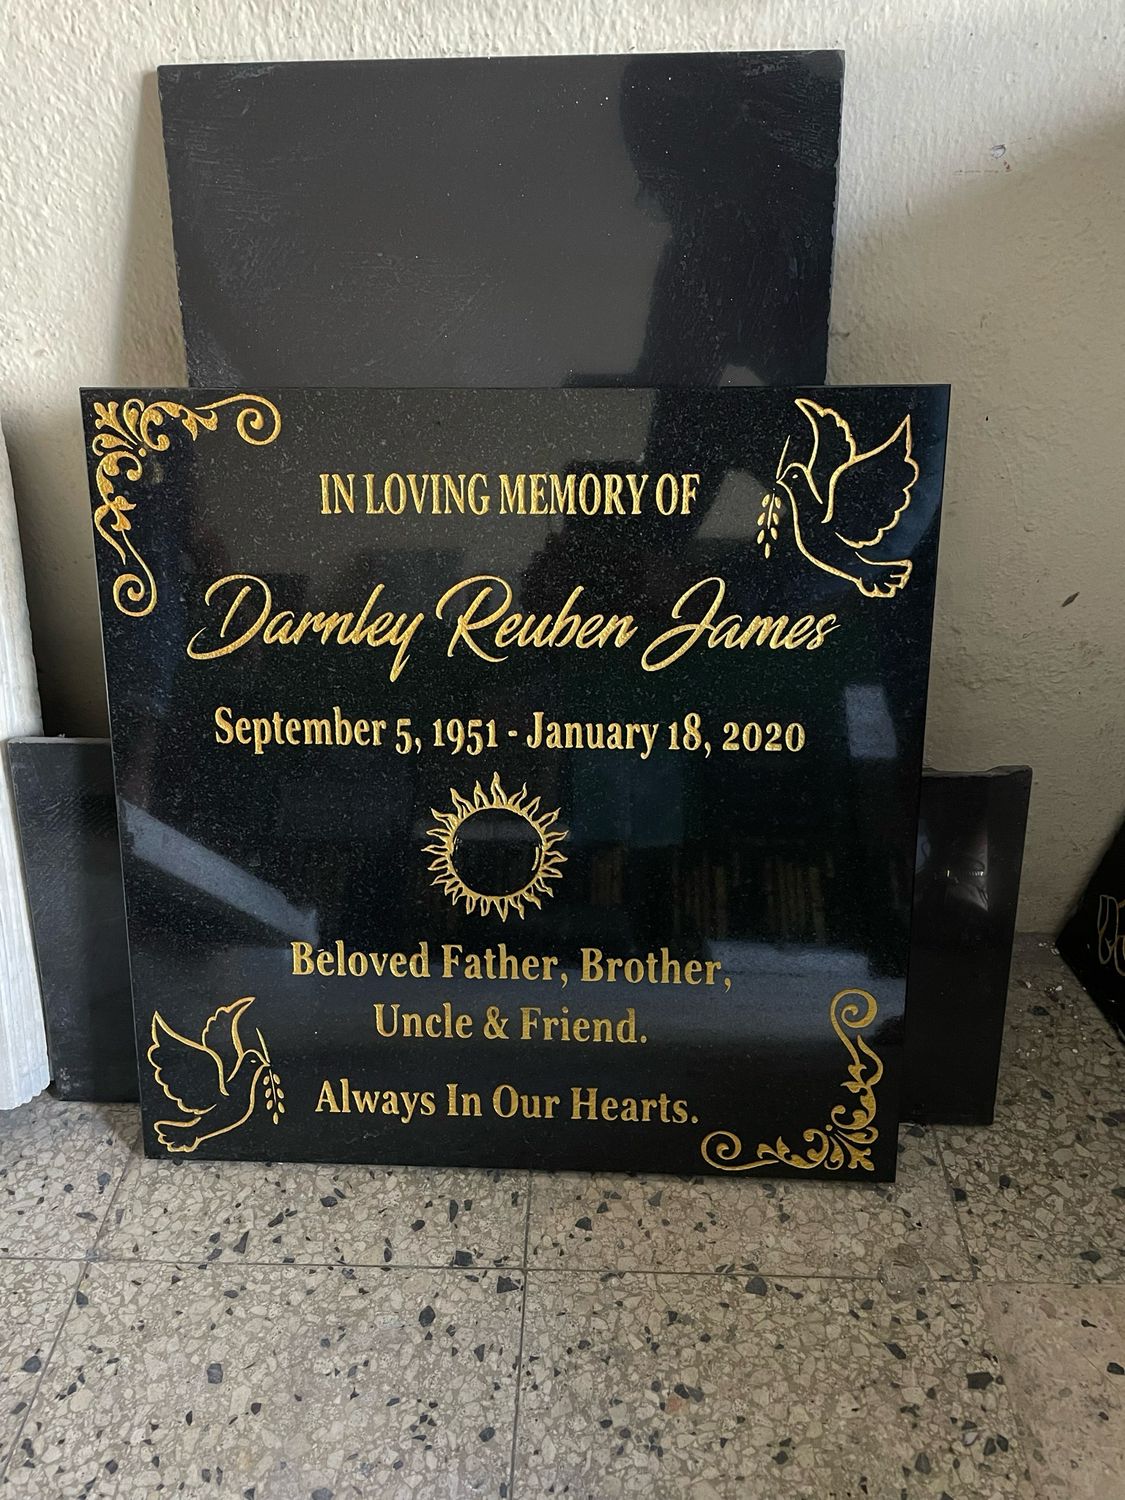 IN LOVING MEMORY OF
Darnley Reuben James
September 5, 1951 - January 18, 2020
Beloved Father, Brother,
Uncle & Friend.
Always In Our Hearts.